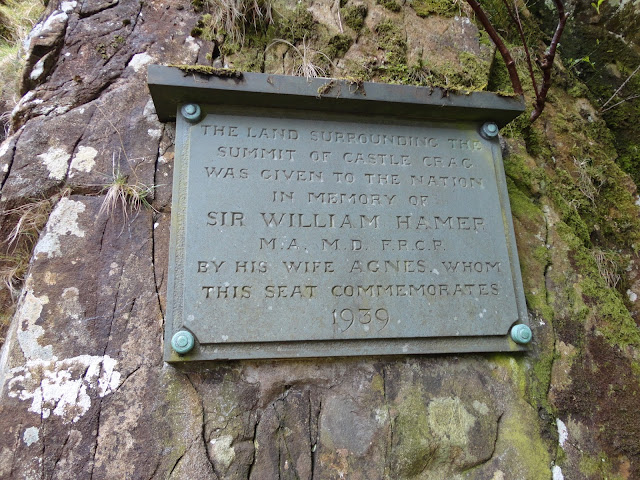 THE LAND SURROUNDING THE
SUMMIT OF CASTLE CRAG
WAS GIVEN TO THE NATION
IN MEMORY OF
SIR WILLIAM HAMER
M.A. M.D. F.R.C.P.
BY HIS WIFE AGNES. WHOM
THIS SEAT COMMEMORATES
1939